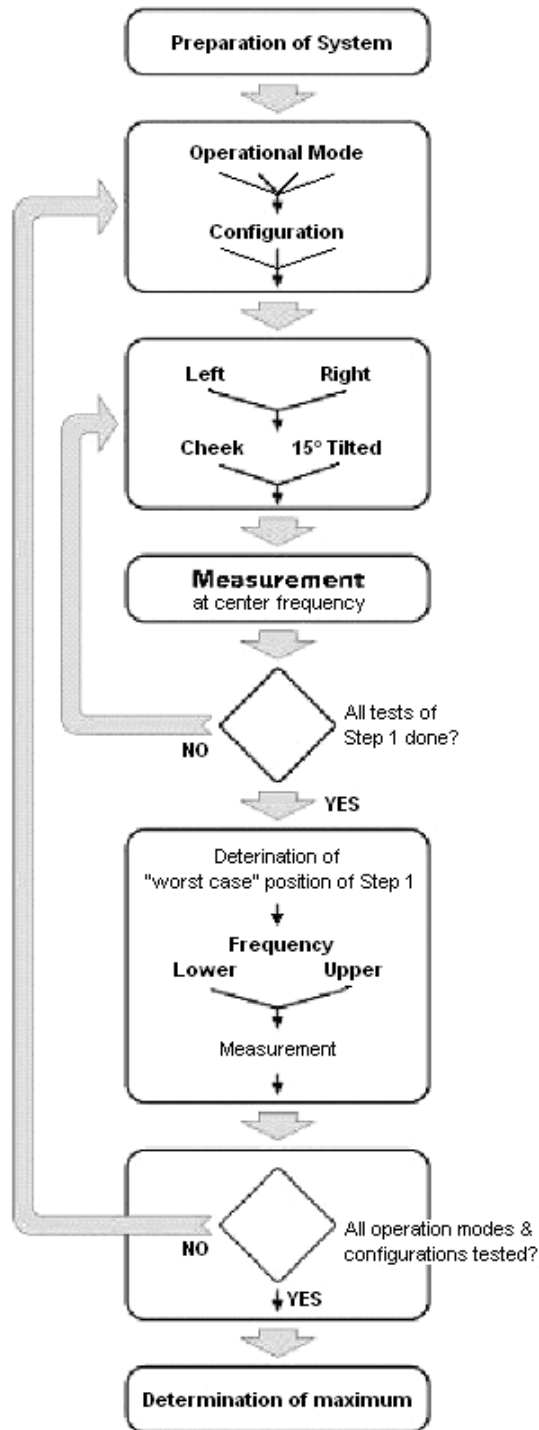 Preparation of System
Operational Mode
Configuration
Left Right
Cheek 15° Tilted
Measurement
at center frequency
All tests of
Step 1 done?
NO
YES
Deterination of
"worst case" position of Step 1
Frequency
Lower Upper
Measurement
All operation modes &
configurations tested?
NO
YES
Determination of maximum